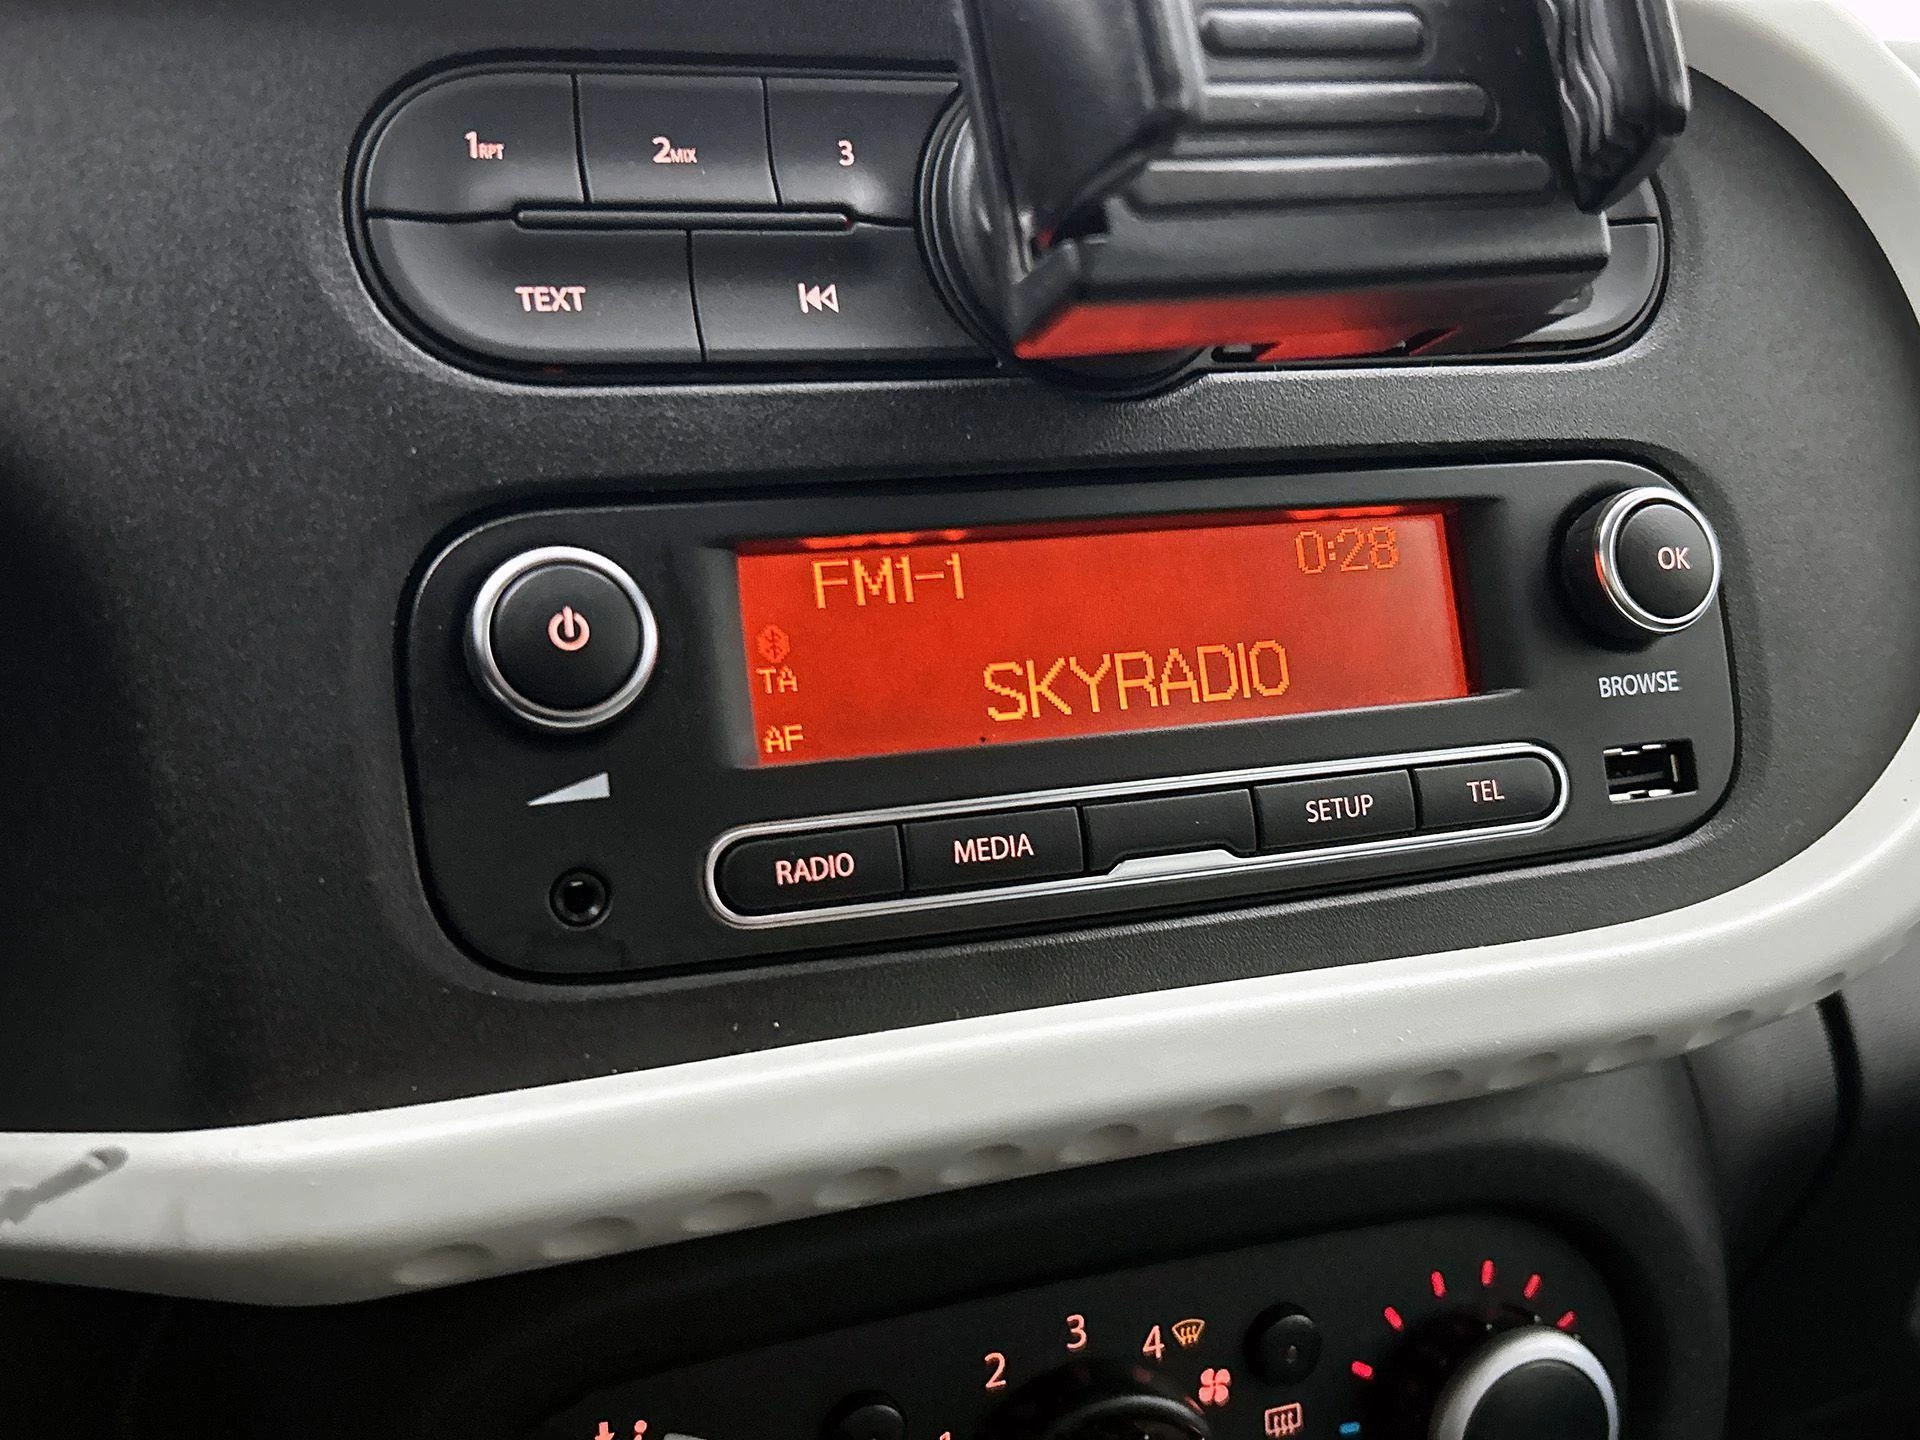 1RPT 2MIX 3
TEXT
FM1-1 0:28
TA
SKYRADIO
AF
OK
BROWSE
RADIO MEDIA SETUP TEL
1 2 3 4